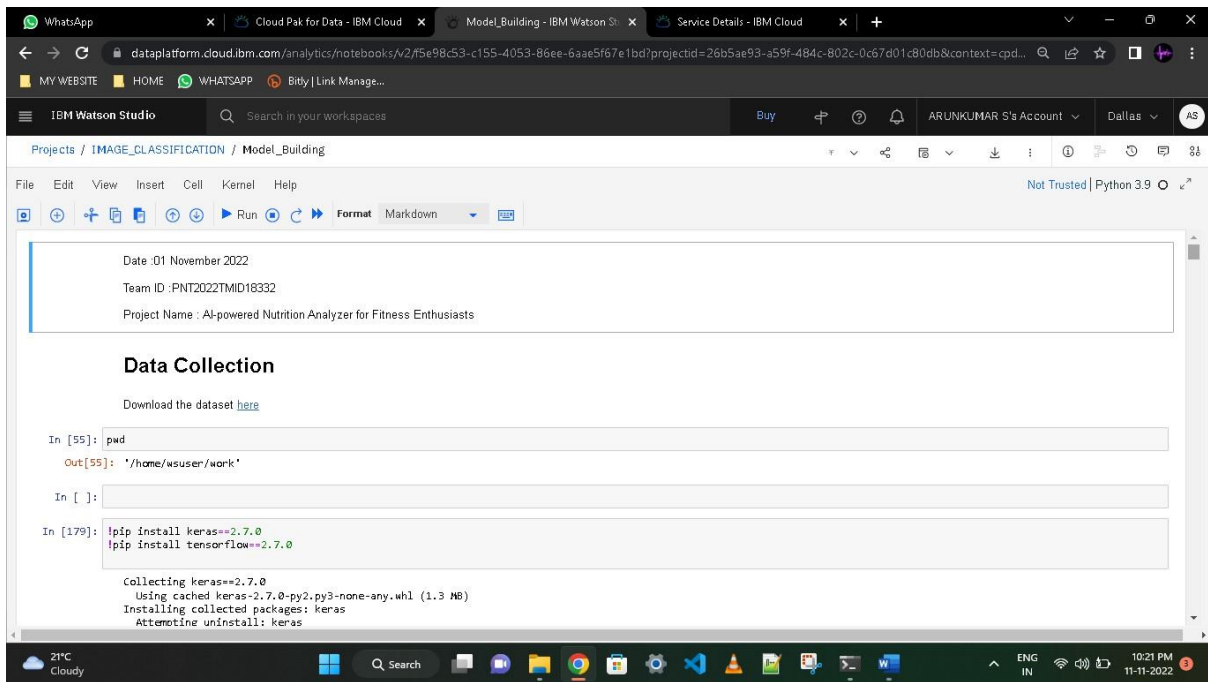 WhatsApp
Cloud Pak for Data - IBM Cloud
Model_Building - IBM Watson St
Service Details - IBM Cloud
dataplatform.cloud.ibm.com/analytics/notebooks/v2/f5e98c53-c155-4053-86ee-6aae5f67e1bd?projectid=26b5ae93-a59f-484c-802c-0c67d01c80db&context=cpd...
MY WEBSITE HOME WHATSAPP Bitly | Link Manage...
IBM Watson Studio Search in your workspaces Buy ARUNKUMAR S's Account Dallas AS
Projects / IMAGE_CLASSIFICATION / Model_Building
File Edit View Insert Cell Kernel Help Not Trusted | Python 3.9
Run Format Markdown
Date :01 November 2022
Team ID :PNT2022TMID18332
Project Name : AI-powered Nutrition Analyzer for Fitness Enthusiasts
Data Collection
Download the dataset here
In [55]: pwd
Out[55]: '/home/wsuser/work'
In [ ]:
In [179]: !pip install keras==2.7.0
!pip install tensorflow==2.7.0
Collecting keras==2.7.0
Using cached keras-2.7.0-py2.py3-none-any.whl (1.3 MB)
Installing collected packages: keras
Attempting uninstall: keras
21°C
Cloudy
Search
ENG
IN
10:21 PM
11-11-2022
3